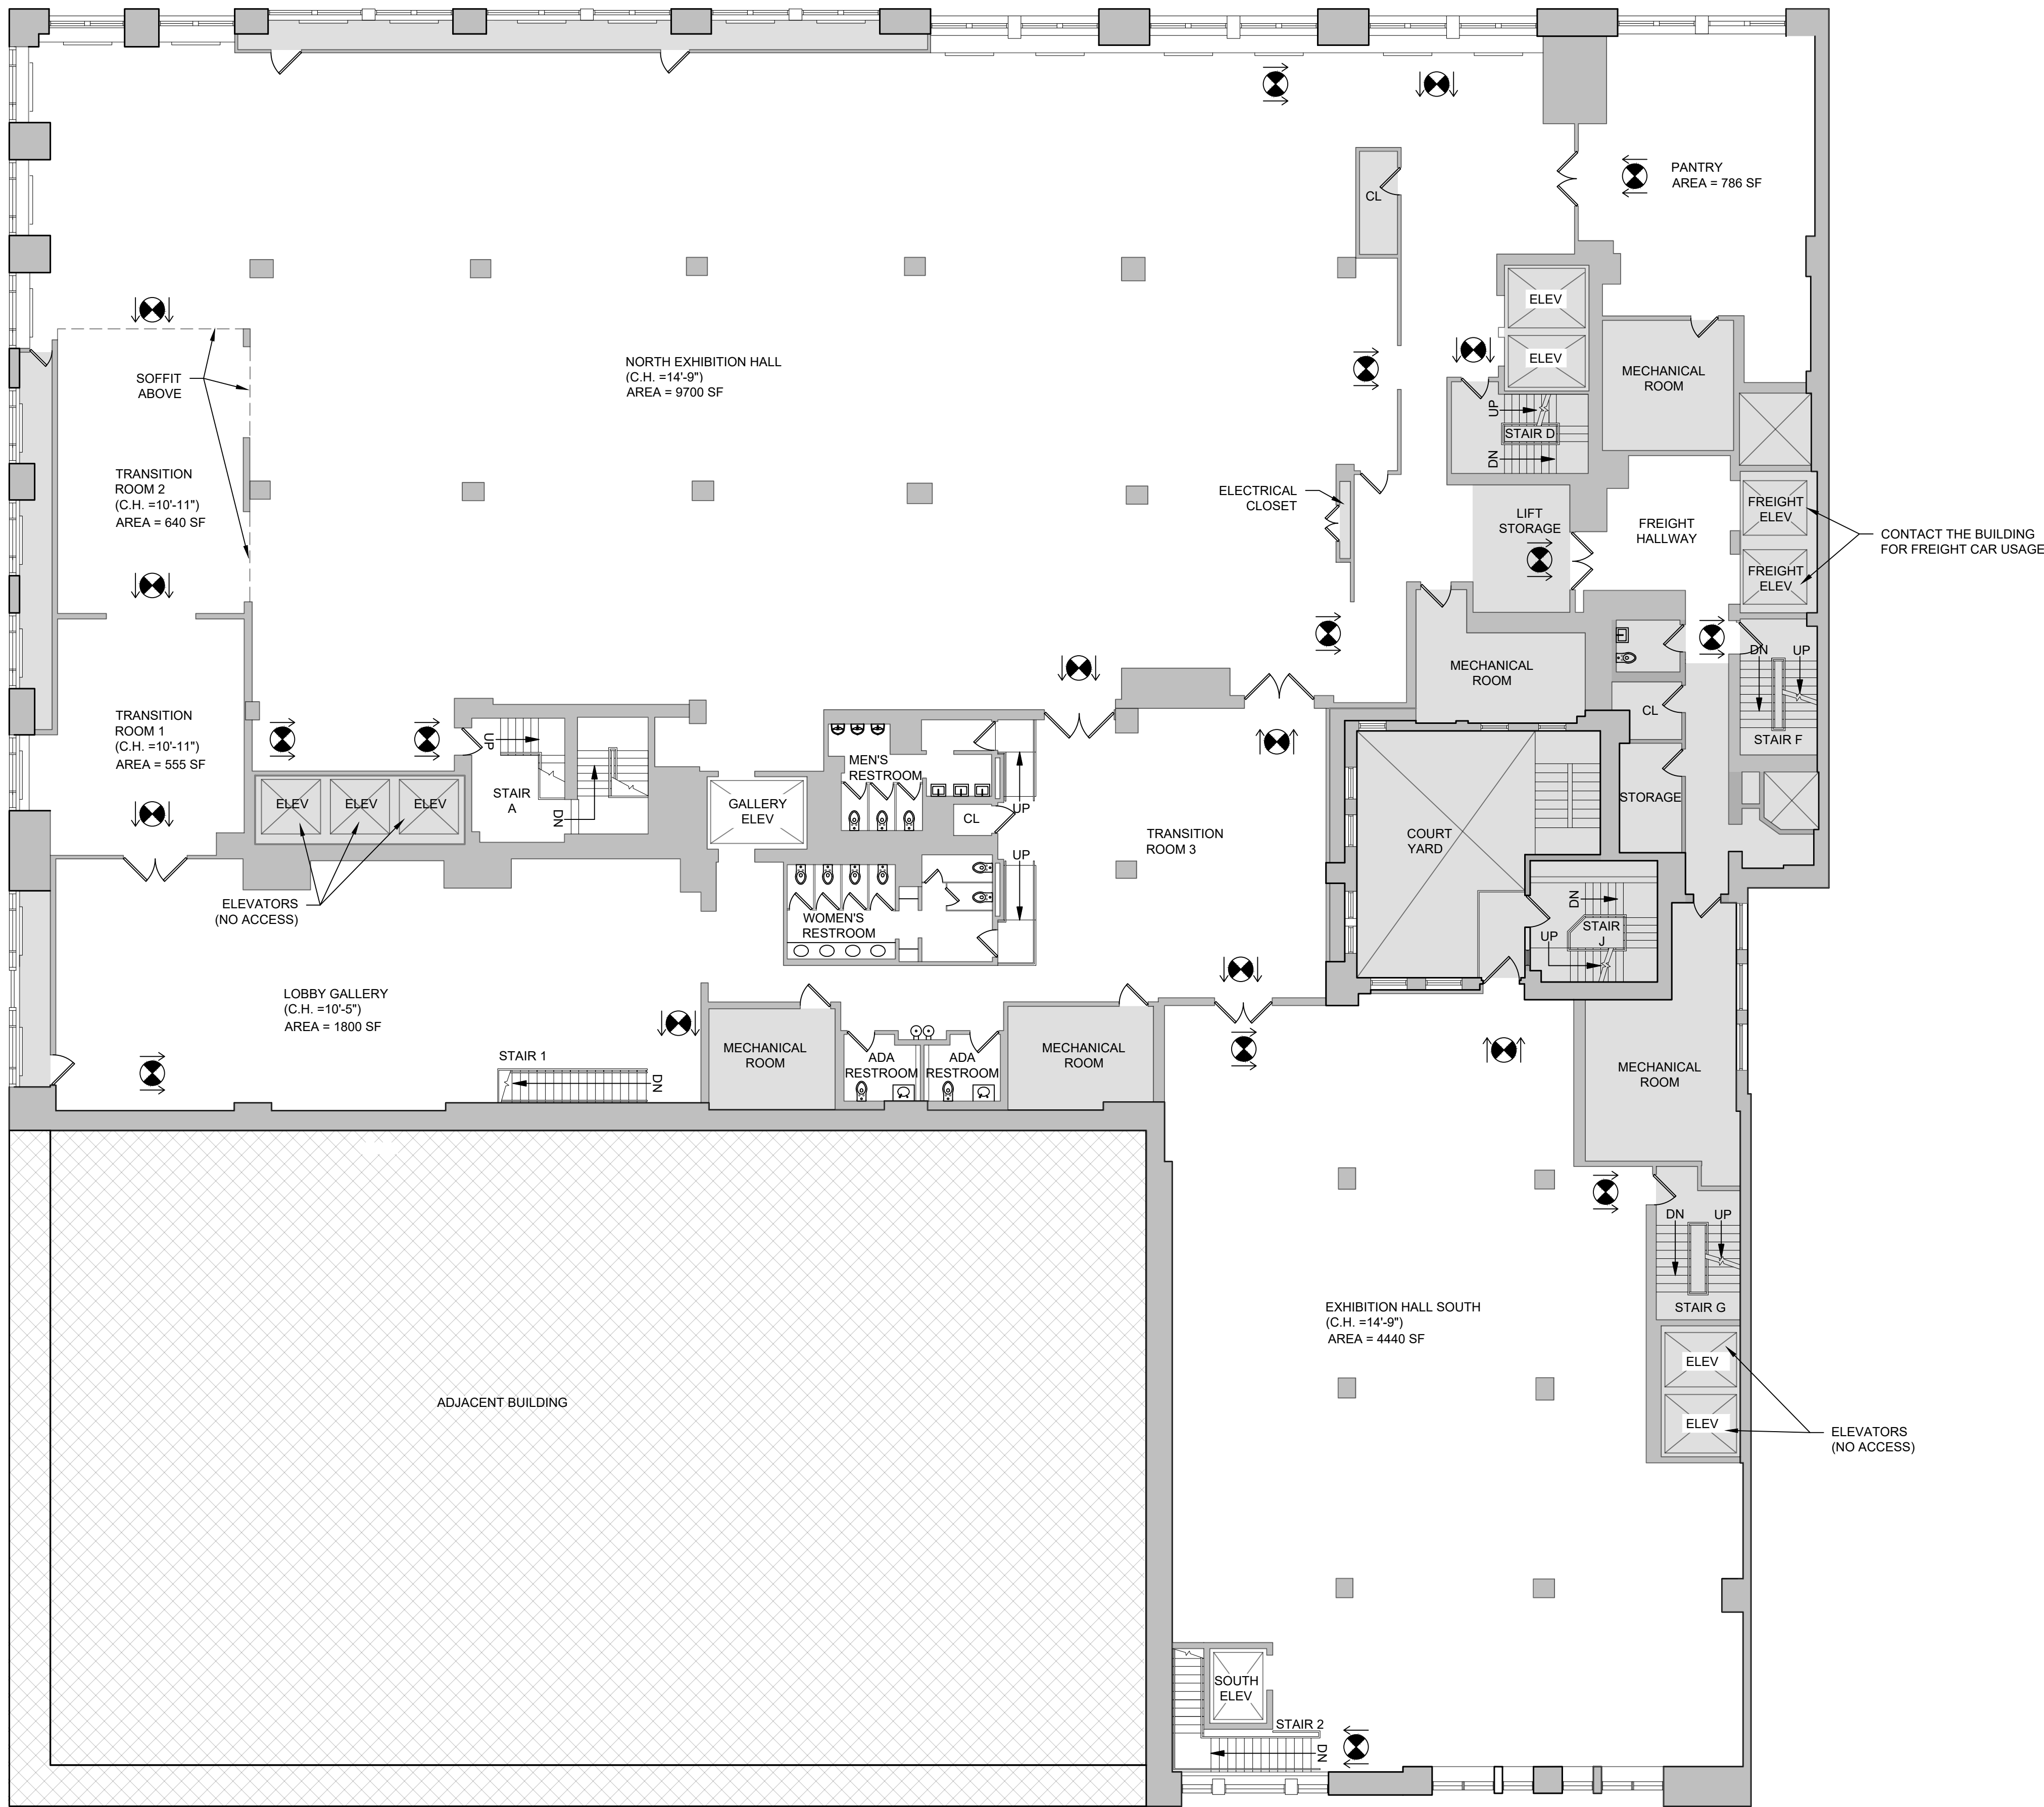 PANTRY
AREA = 786 SF
CL
ELEV
ELEV
MECHANICAL
ROOM
NORTH EXHIBITION HALL
(C.H. =14'-9")
AREA = 9700 SF
SOFFIT
ABOVE
UP
STAIR D
DN
TRANSITION
ROOM 2
(C.H. =10'-11")
AREA = 640 SF
ELECTRICAL
CLOSET
LIFT
STORAGE
FREIGHT
HALLWAY
FREIGHT
ELEV
FREIGHT
ELEV
CONTACT THE BUILDING
FOR FREIGHT CAR USAGE
MECHANICAL
ROOM
DN
UP
STAIR F
CL
STORAGE
TRANSITION
ROOM 1
(C.H. =10'-11")
AREA = 555 SF
UP
STAIR
A
DN
ELEV
ELEV
ELEV
ELEVATORS
(NO ACCESS)
GALLERY
ELEV
MEN'S
RESTROOM
UP
CL
UP
WOMEN'S
RESTROOM
TRANSITION
ROOM 3
COURT
YARD
DN
STAIR
J
UP
LOBBY GALLERY
(C.H. =10'-5")
AREA = 1800 SF
STAIR 1
DN
MECHANICAL
ROOM
ADA
RESTROOM
ADA
RESTROOM
MECHANICAL
ROOM
MECHANICAL
ROOM
DN
UP
STAIR G
EXHIBITION HALL SOUTH
(C.H. =14'-9")
AREA = 4440 SF
ELEV
ELEV
ELEVATORS
(NO ACCESS)
ADJACENT BUILDING
SOUTH
ELEV
STAIR 2
DN